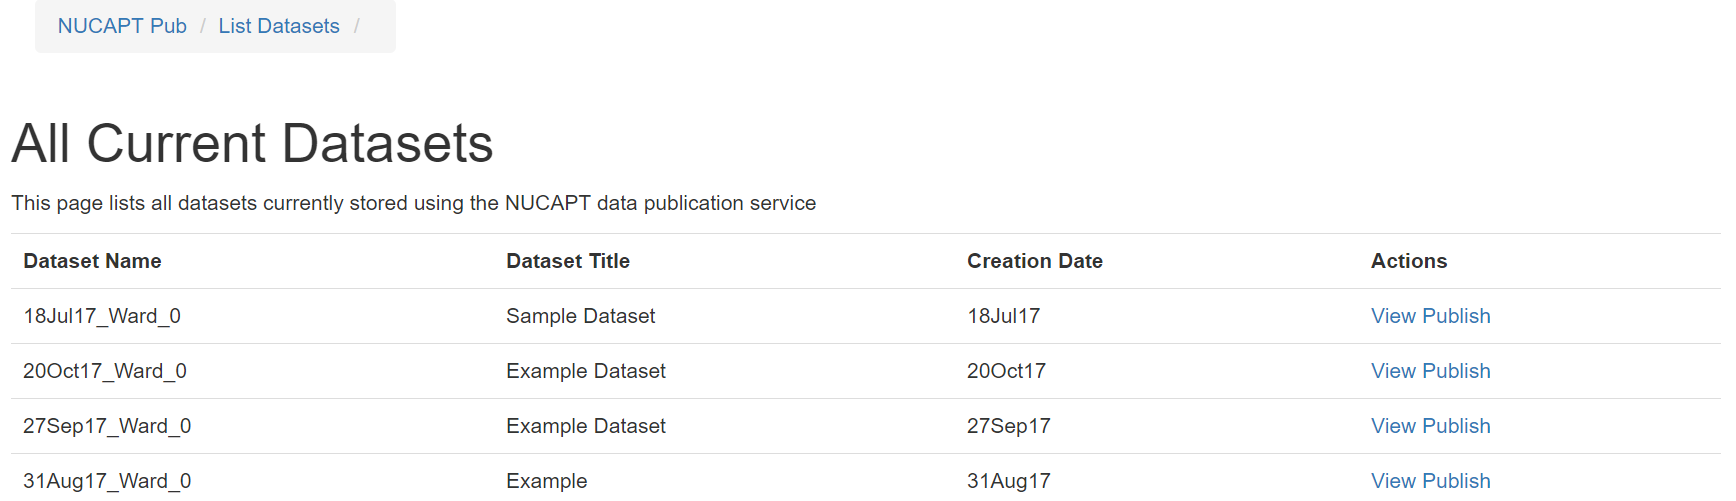 NUCAPT Pub / List Datasets /
All Current Datasets
This page lists all datasets currently stored using the NUCAPT data publication service
Dataset Name Dataset Title Creation Date Actions
18Jul17_Ward_0 Sample Dataset 18Jul17 View Publish
20Oct17_Ward_0 Example Dataset 20Oct17 View Publish
27Sep17_Ward_0 Example Dataset 27Sep17 View Publish
31Aug17_Ward_0 Example 31Aug17 View Publish